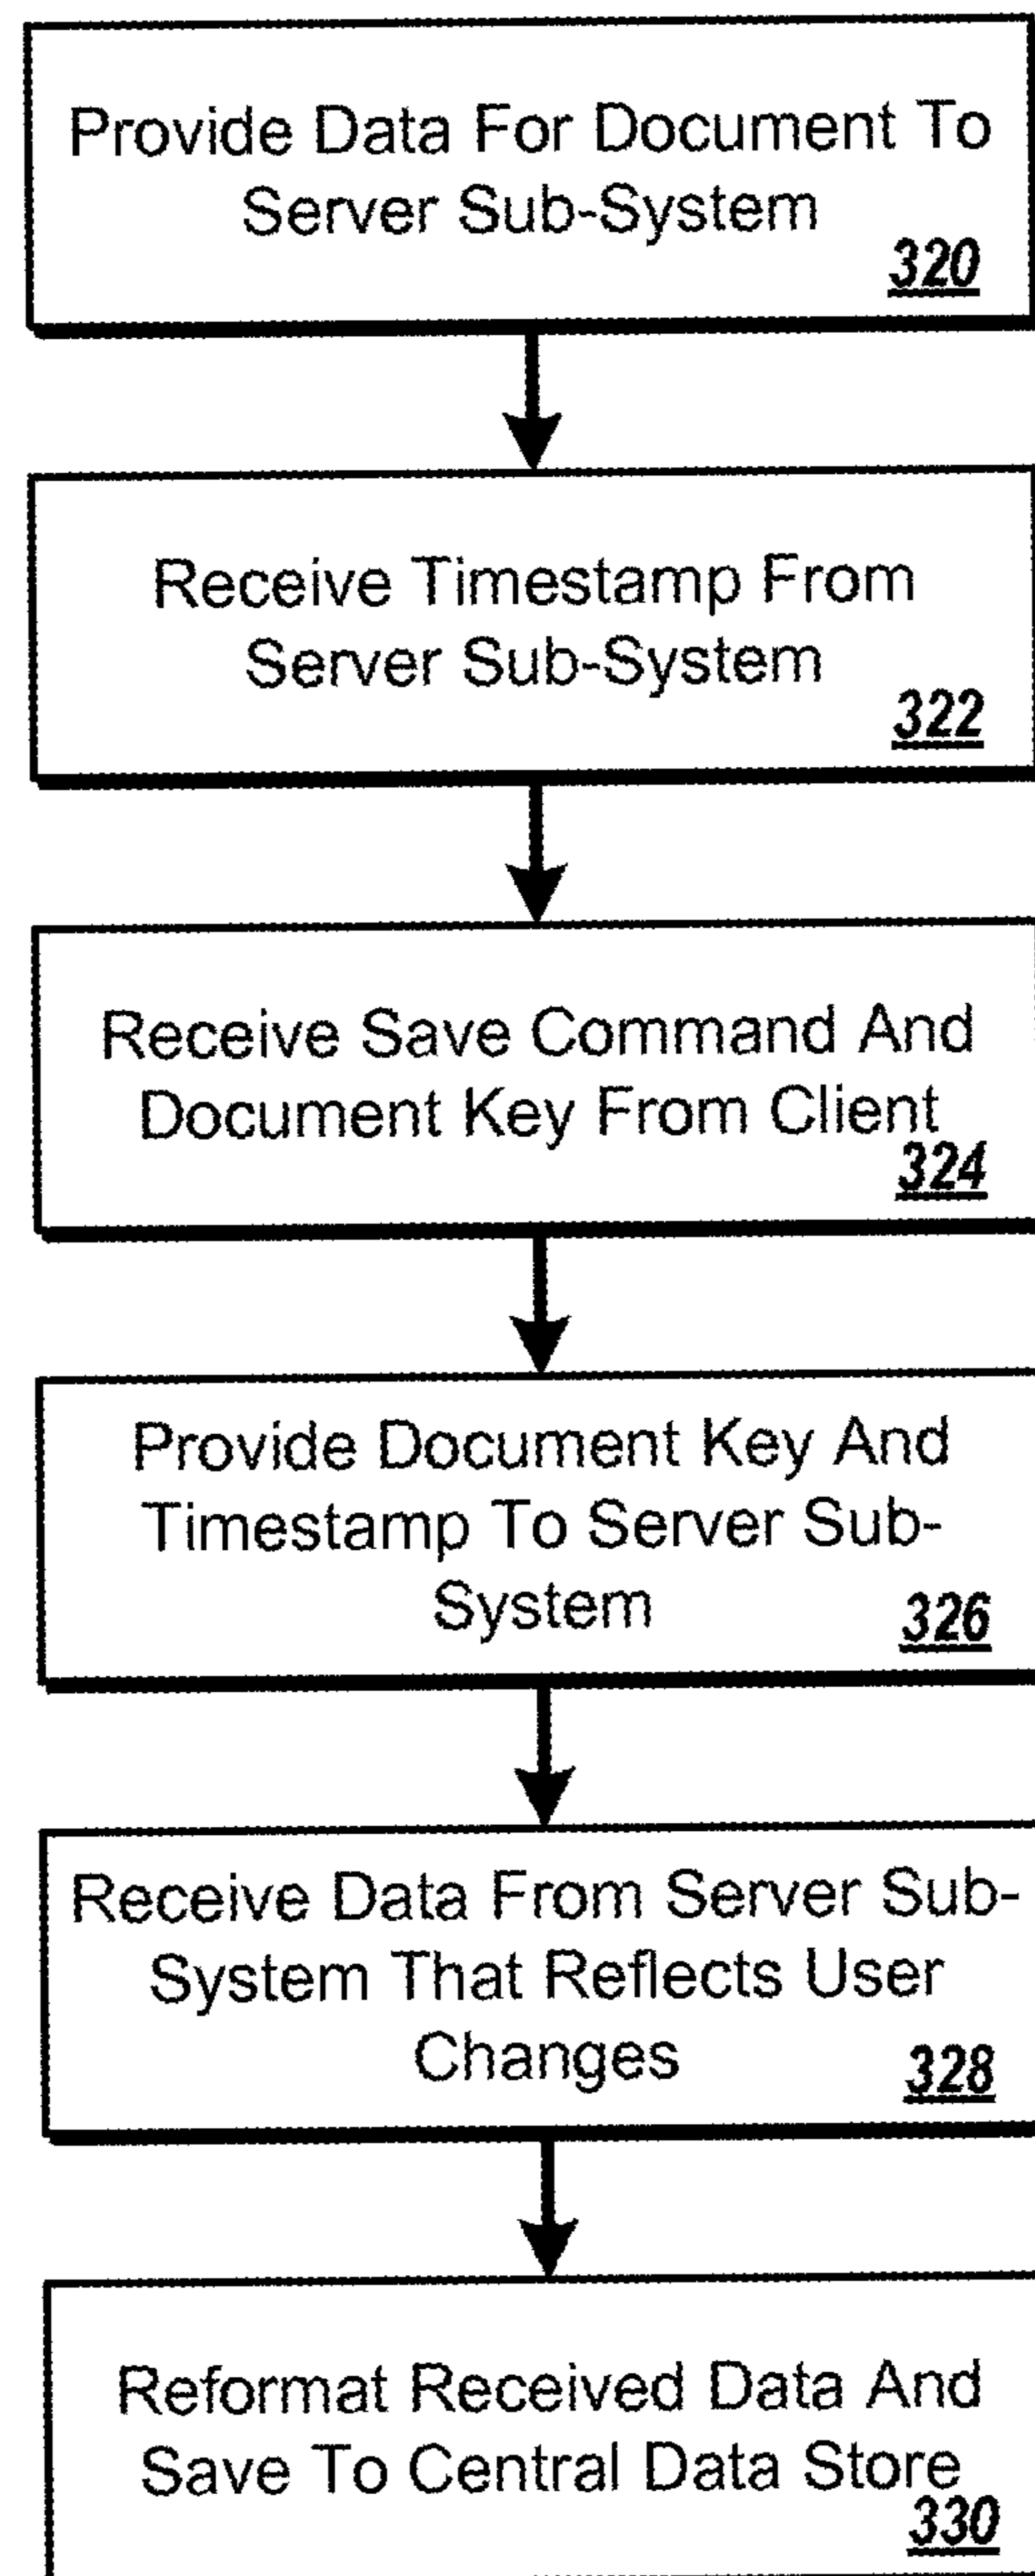 Provide Data For Document To
Server Sub-System
320
Receive Timestamp From
Server Sub-System
322
Receive Save Command And
Document Key From Client
324
Provide Document Key And
Timestamp To Server Sub-
System
326
Receive Data From Server Sub-
System That Reflects User
Changes
328
Reformat Received Data And
Save To Central Data Store
330